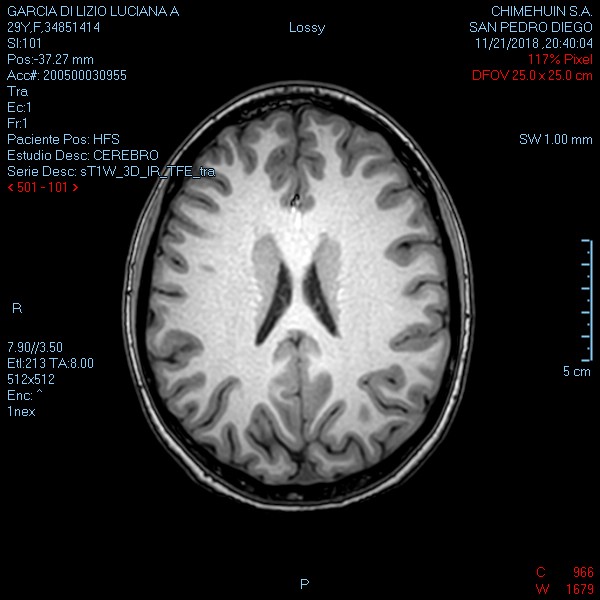 GARCIA DI LIZIO LUCIANA A
29Y,F,34851414
Sl:101
Pos:-37.27 mm
Acc#: 200500030955
Tra
Ec:1
Fr:1
Paciente Pos: HFS
Estudio Desc: CEREBRO
Serie Desc: sT1W_3D_IR_TFE_tra
< 501 - 101 >
Lossy
CHIMEHUIN S.A.
SAN PEDRO DIEGO
11/21/2018 ,20:40:04
117% Pixel
DFOV 25.0 x 25.0 cm
SW 1.00 mm
R
5 cm
7.90//3.50
Etl:213 TA:8.00
512x512
Enc: ^
1nex
P
C 966
W 1679